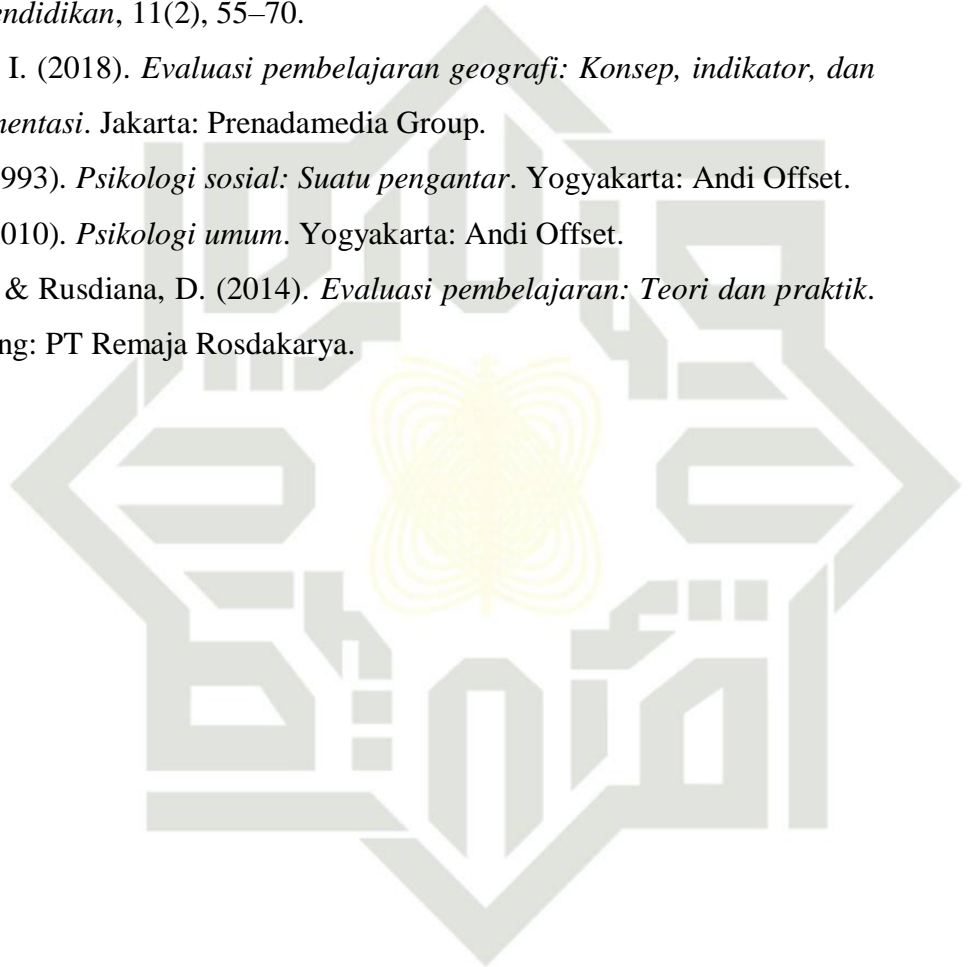 endidikan, 11(2), 55–70.
I. (2018). Evaluasi pembelajaran geografi: Konsep, indikator, dan
mentasi. Jakarta: Prenadamedia Group.
993). Psikologi sosial: Suatu pengantar. Yogyakarta: Andi Offset.
010). Psikologi umum. Yogyakarta: Andi Offset.
& Rusdiana, D. (2014). Evaluasi pembelajaran: Teori dan praktik.
ng: PT Remaja Rosdakarya.